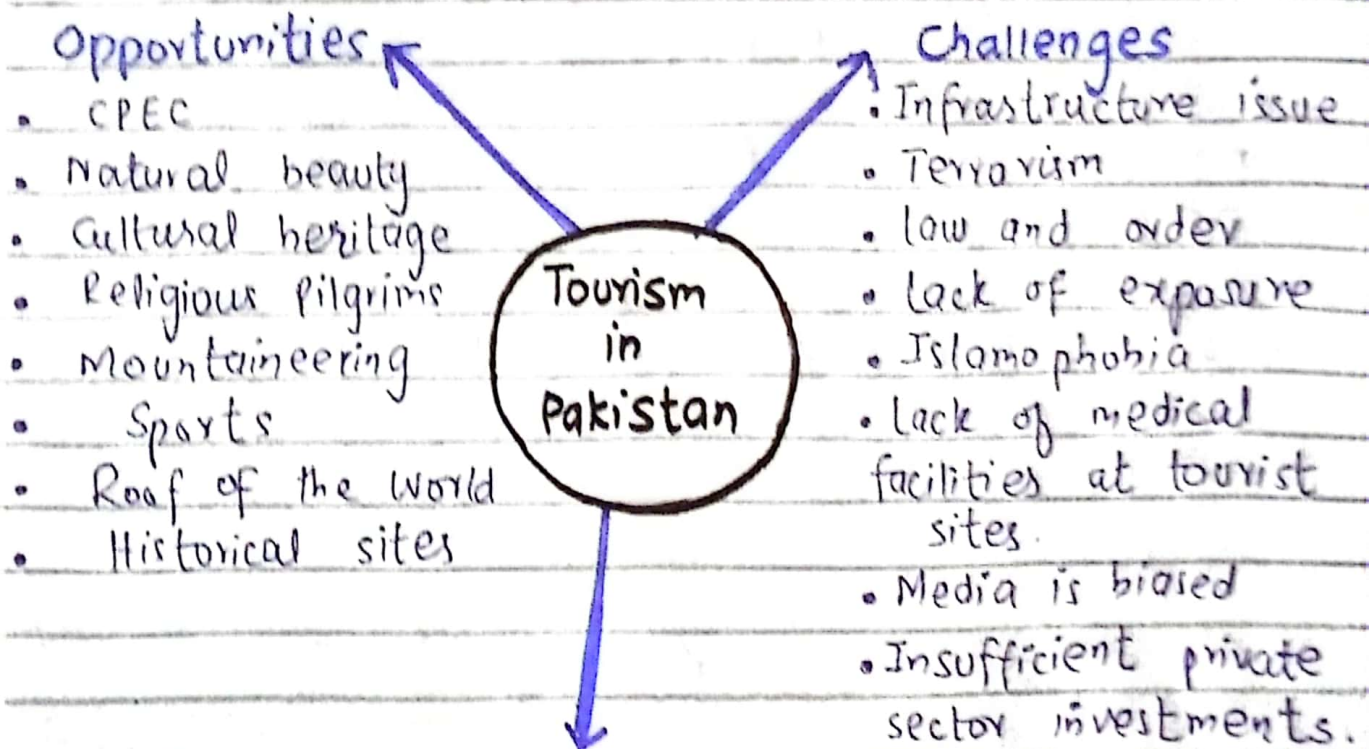 Opportunities
• CPEC
• Natural beauty
• Cultural heritage
• Religious Pilgrims
• Mountaineering
• Sports
• Roof of the World
• Historical sites
Tourism
in
Pakistan
Challenges
• Infrastructure issue
• Terrorism
• law and order
• lack of exposure
• Islamophobia
• lack of medical
facilities at tourist
sites.
• Media is biased
• Insufficient private
sector investments.